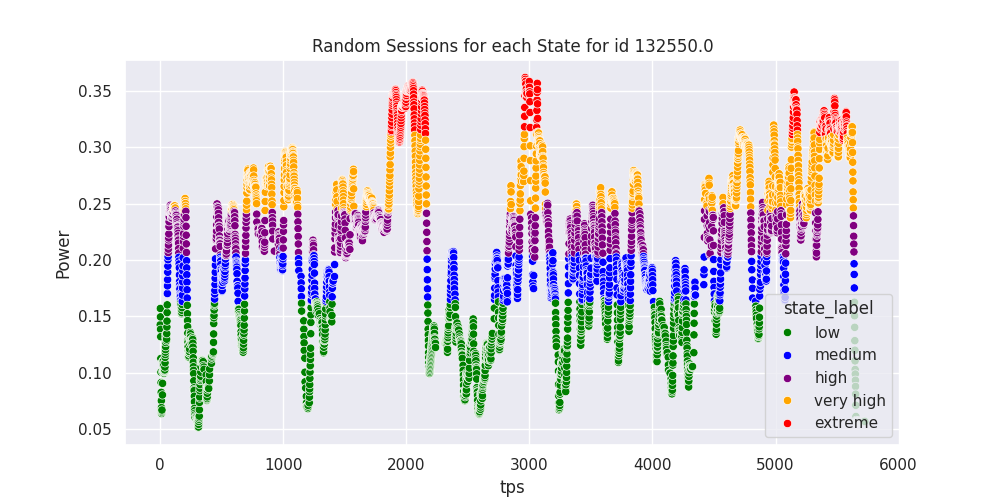 Random Sessions for each State for id 132550.0
Power
0.35
0.30
0.25
0.20
0.15
0.10
0.05
0
1000
2000
3000
4000
5000
6000
tps
state_label
low
medium
high
very high
extreme